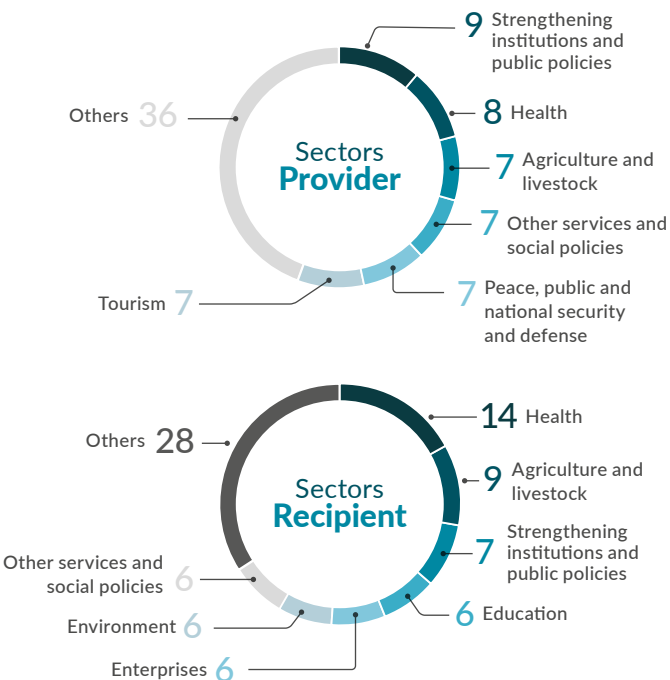 9 Strengthening
institutions and
public policies
Others 36
8 Health
Sectors
Provider
7 Agriculture and
livestock
7 Other services and
social policies
7 Peace, public and
national security
and defense
Tourism 7
14 Health
Others 28
9 Agriculture and
livestock
Sectors
Recipient
7 Strengthening
institutions and
public policies
Other services and
social policies 6
6 Education
Environment 6
Enterprises 6